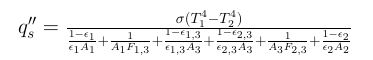 $q_s'' = \frac{\sigma(T_1^4 - T_2^4)}{\frac{1-\epsilon_1}{\epsilon_1 A_1} + \frac{1}{A_1 F_{1,3}} + \frac{1-\epsilon_{1,3}}{\epsilon_{1,3} A_3} + \frac{1-\epsilon_{2,3}}{\epsilon_{2,3} A_3} + \frac{1}{A_3 F_{2,3}} + \frac{1-\epsilon_2}{\epsilon_2 A_2}}$